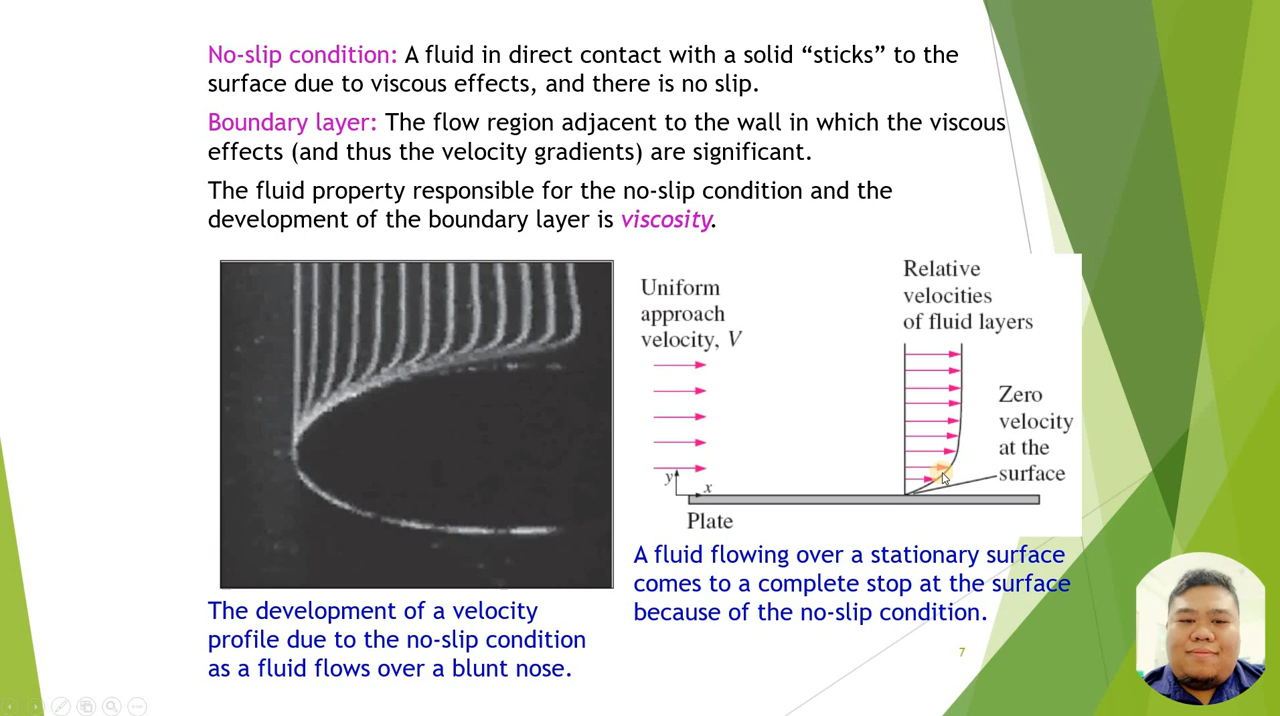 No-slip condition: A fluid in direct contact with a solid “sticks” to the
surface due to viscous effects, and there is no slip.
Boundary layer: The flow region adjacent to the wall in which the viscous
effects (and thus the velocity gradients) are significant.
The fluid property responsible for the no-slip condition and the
development of the boundary layer is viscosity.
Uniform
approach
velocity, V
Relative
velocities
of fluid layers
Zero
velocity
at the
surface
y
x
Plate
A fluid flowing over a stationary surface
comes to a complete stop at the surface
because of the no-slip condition.
The development of a velocity
profile due to the no-slip condition
as a fluid flows over a blunt nose.
7